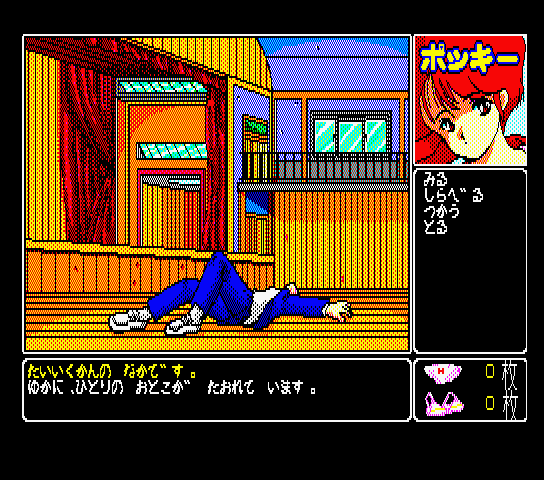 ポッキー
みる
しらべる
つかう
とる
たいいくかんの なかです。
ゆかに、ひとりの おとこが たおれて います。
H 0枚
0枚